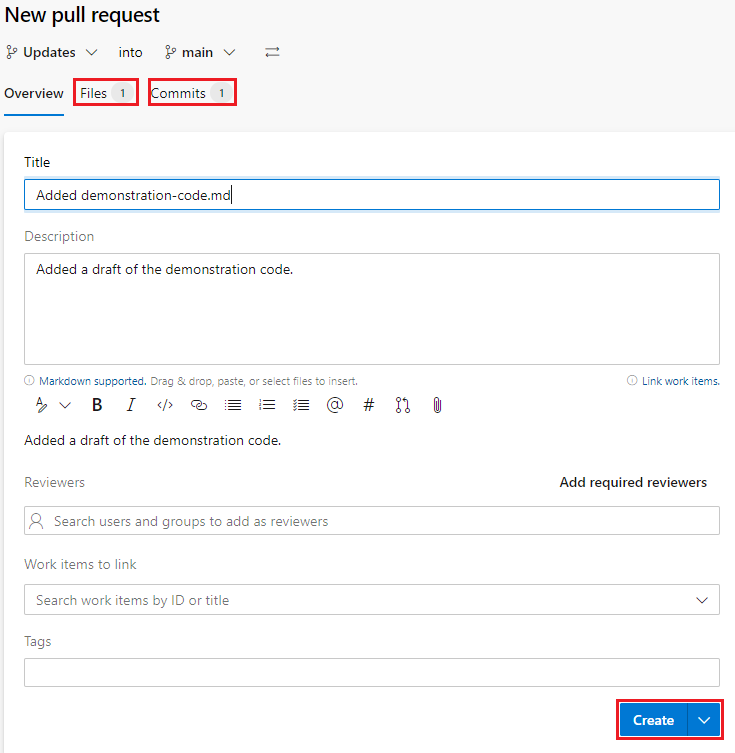 New pull request
Updates into main
Overview Files 1 Commits 1
Title
Added demonstration-code.md
Description
Added a draft of the demonstration code.
Markdown supported. Drag & drop, paste, or select files to insert. Link work items.
B I </> @ #
Added a draft of the demonstration code.
Reviewers Add required reviewers
Search users and groups to add as reviewers
Work items to link
Search work items by ID or title
Tags
Create